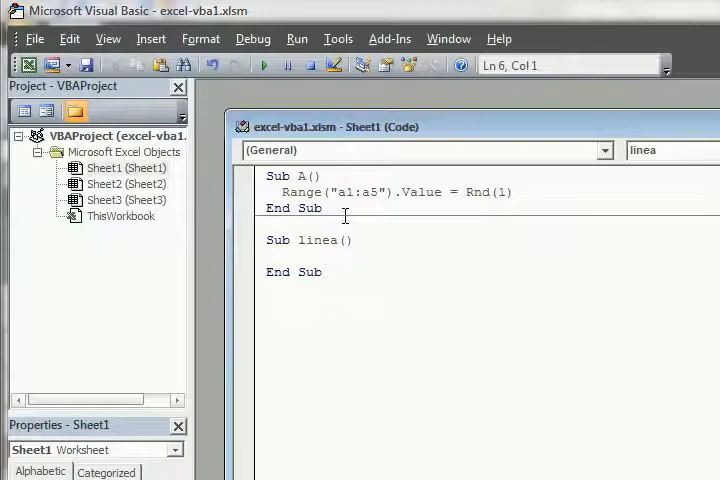 Microsoft Visual Basic - excel-vba1.xlsm
File Edit View Insert Format Debug Run Tools Add-Ins Window Help
Ln 6, Col 1
Project - VBAProject
VBAProject (excel-vba1.
Microsoft Excel Objects
Sheet1 (Sheet1)
Sheet2 (Sheet2)
Sheet3 (Sheet3)
ThisWorkbook
Properties - Sheet1
Sheet1 Worksheet
Alphabetic Categorized
excel-vba1.xlsm - Sheet1 (Code)
(General) linea
Sub A()
Range("a1:a5").Value = Rnd(1)
End Sub
Sub linea()
End Sub